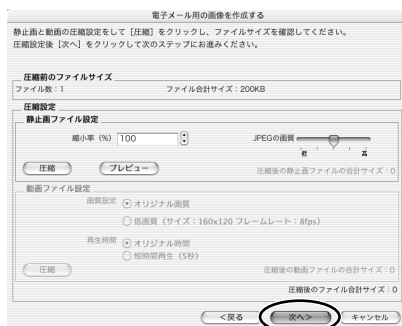 電子メール用の画像を作成する
静止画と動画の圧縮設定をして［圧縮］をクリックし、ファイルサイズを確認してください。
圧縮設定後［次へ］をクリックして次のステップにお進みください。
圧縮前のファイルサイズ
ファイル数：1 ファイル合計サイズ：200KB
圧縮設定
静止画ファイル設定
縮小率（%） 100 JPEGの画質
低 高
圧縮 プレビュー 圧縮後の静止画ファイルの合計サイズ：0
動画ファイル設定
画質設定 オリジナル画質
低画質（サイズ：160x120 フレームレート：8fps）
再生時間 オリジナル時間
短時間再生（5秒）
圧縮 圧縮後の動画ファイルの合計サイズ：0
圧縮後のファイル合計サイズ：0
<戻る 次へ> キャンセル